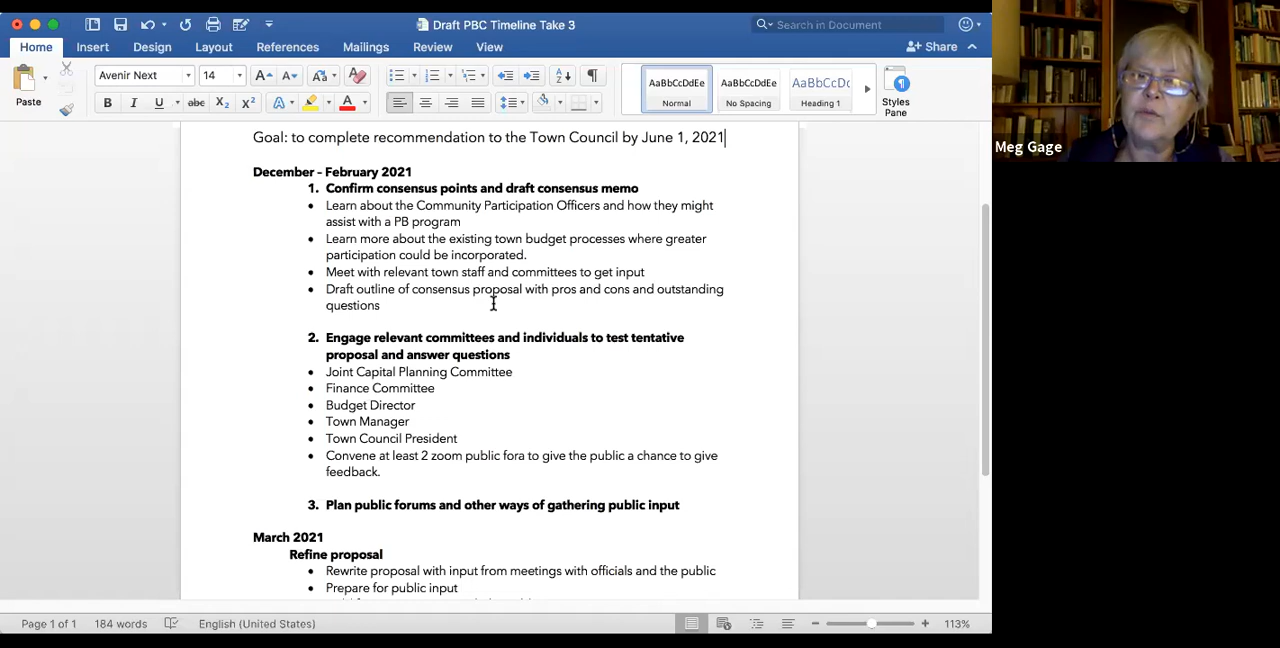 Draft PBC Timeline Take 3
Search in Document
Home Insert Design Layout References Mailings Review View Share
Paste
Avenir Next 14
AaBbCcDdEe AaBbCcDdEe AaBbCcDc
Normal No Spacing Heading 1
Styles
Pane
Meg Gage
Goal: to complete recommendation to the Town Council by June 1, 2021
December – February 2021
1. Confirm consensus points and draft consensus memo
• Learn about the Community Participation Officers and how they might
assist with a PB program
• Learn more about the existing town budget processes where greater
participation could be incorporated.
• Meet with relevant town staff and committees to get input
• Draft outline of consensus proposal with pros and cons and outstanding
questions
2. Engage relevant committees and individuals to test tentative
proposal and answer questions
• Joint Capital Planning Committee
• Finance Committee
• Budget Director
• Town Manager
• Town Council President
• Convene at least 2 zoom public fora to give the public a chance to give
feedback.
3. Plan public forums and other ways of gathering public input
March 2021
Refine proposal
• Rewrite proposal with input from meetings with officials and the public
• Prepare for public input
Page 1 of 1 184 words English (United States) 113%